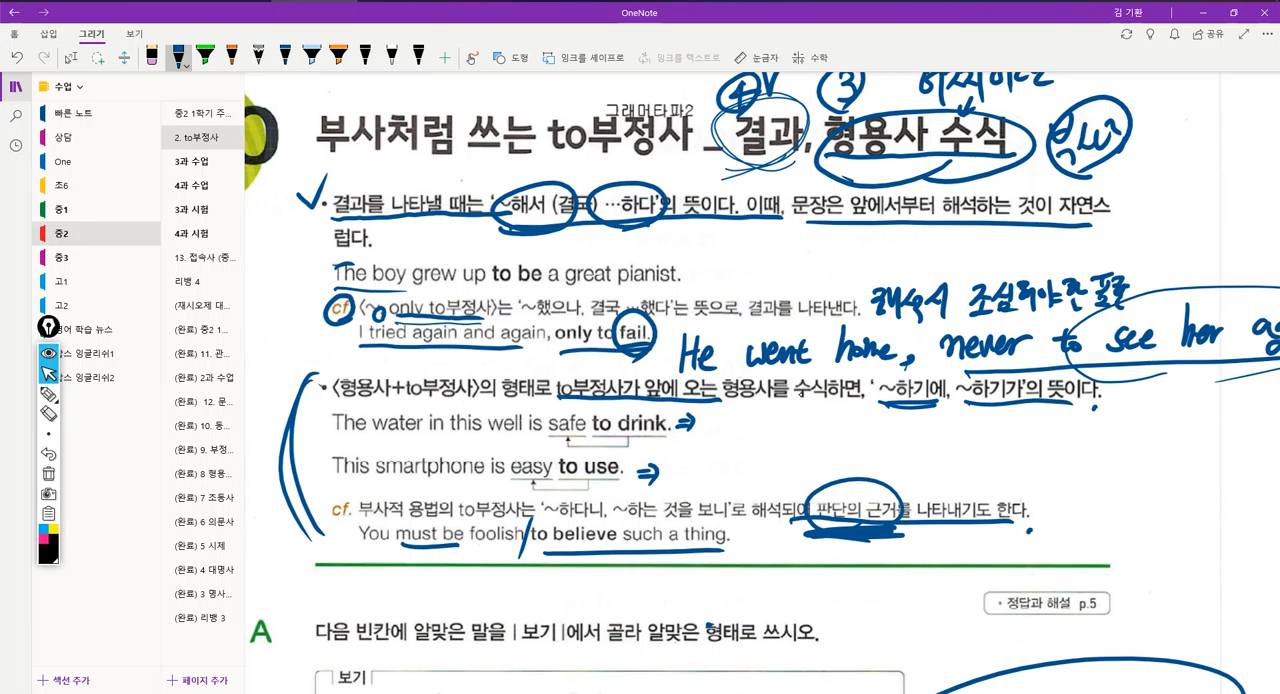 OneNote
김 기환
홈 삽입 그리기 보기
공유
도형 잉크를 셰이프로 잉크를 텍스트로 눈금자 수학
수업
빠른 노트
상담
One
초6
중1
중2
중3
고1
고2
영어 학습 뉴스
스 잉글리쉬1
스 잉글리쉬2
섹션 추가
중2 1학기 주...
2. to부정사
3과 수업
4과 수업
3과 시험
4과 시험
13. 접속사 (중...
리뱅 4
(재시오제 대...
(완료) 중2 1...
(완료) 11. 관...
(완료) 2과 수업
(완료) 12. 문...
(완료) 10. 동...
(완료) 9. 부정...
(완료) 8 형용...
(완료) 7 조동사
(완료) 6 의문사
(완료) 5 시제
(완료) 4 대명사
(완료) 3 명사...
(완료) 리뱅 3
페이지 추가
④ ③
그래머타파2
부사처럼 쓰는 to부정사 _ 결과, 형용사 수식
• 결과를 나타낼 때는 ‘~해서 (결국) …하다’의 뜻이다. 이때, 문장은 앞에서부터 해석하는 것이 자연스
럽다.
The boy grew up to be a great pianist.
cf. 〈~, only to부정사〉는 ‘~했으나, 결국 …했다’는 뜻으로, 결과를 나타낸다.
해석시 조심해야 한 표현
I tried again and again, only to fail.
He went home, never to see her ag
• 〈형용사+to부정사〉의 형태로 to부정사가 앞에 오는 형용사를 수식하면, ‘~하기에, ~하기가’의 뜻이다.
The water in this well is safe to drink. ⇒
This smartphone is easy to use. ⇒
cf. 부사적 용법의 to부정사는 ‘~하다니, ~하는 것을 보니’로 해석되어 판단의 근거를 나타내기도 한다.
You must be foolish / to believe such a thing.
• 정답과 해설 p.5
A 다음 빈칸에 알맞은 말을 | 보기 |에서 골라 알맞은 형태로 쓰시오.
보기